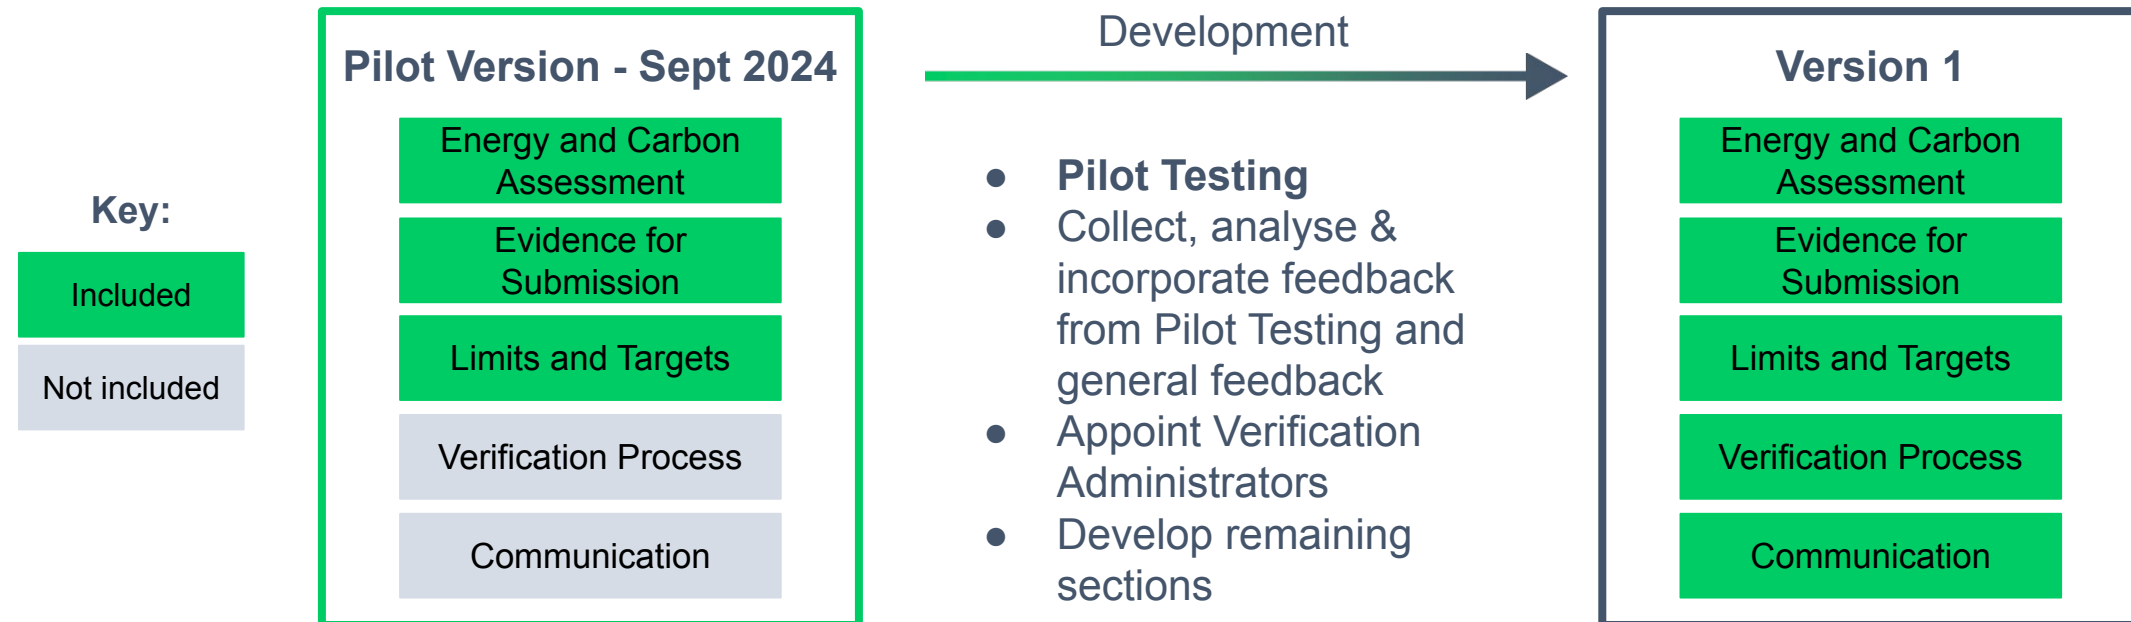 Key:
Included
Not included
Pilot Version - Sept 2024
Energy and Carbon
Assessment
Evidence for
Submission
Limits and Targets
Verification Process
Communication
Development
● Pilot Testing
● Collect, analyse &
incorporate feedback
from Pilot Testing and
general feedback
● Appoint Verification
Administrators
● Develop remaining
sections
Version 1
Energy and Carbon
Assessment
Evidence for
Submission
Limits and Targets
Verification Process
Communication